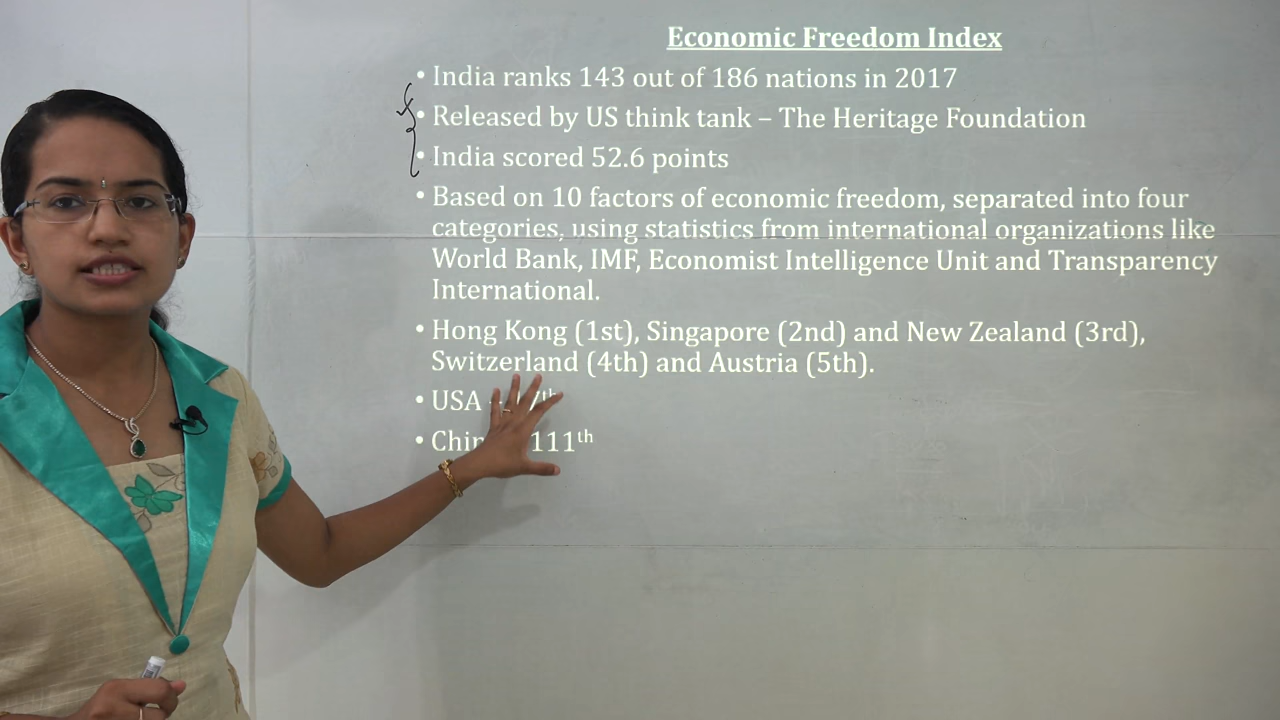 Economic Freedom Index
• India ranks 143 out of 186 nations in 2017
• Released by US think tank – The Heritage Foundation
• India scored 52.6 points
• Based on 10 factors of economic freedom, separated into four
categories, using statistics from international organizations like
World Bank, IMF, Economist Intelligence Unit and Transparency
International.
• Hong Kong (1st), Singapore (2nd) and New Zealand (3rd),
Switzerland (4th) and Austria (5th).
• USA
• 111th